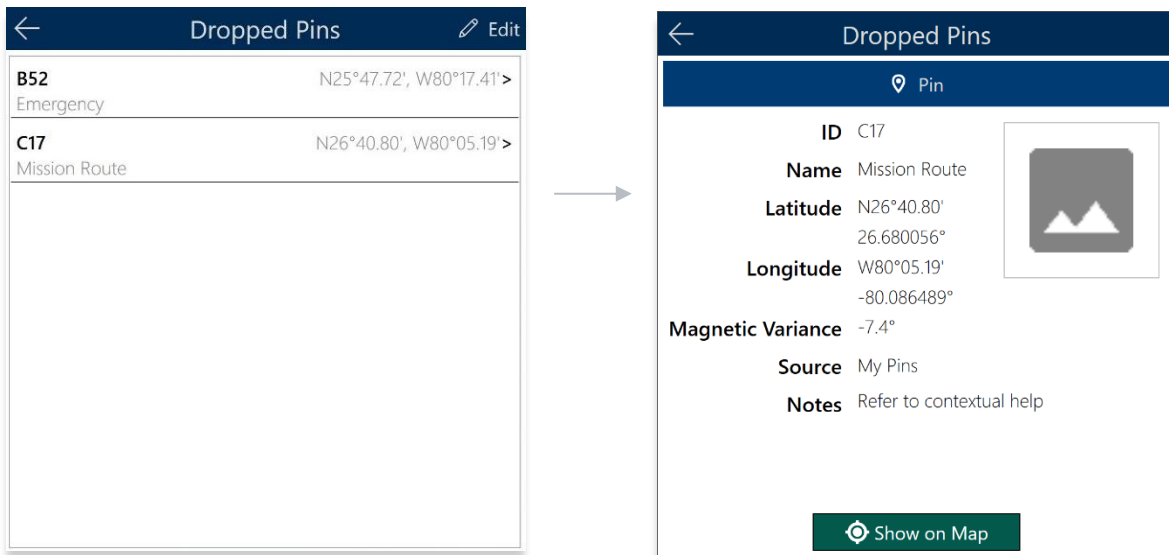 Dropped Pins
Edit
B52
N25°47.72', W80°17.41'>
Emergency
C17
N26°40.80', W80°05.19'>
Mission Route
Dropped Pins
Pin
ID C17
Name Mission Route
Latitude N26°40.80'
26.680056°
Longitude W80°05.19'
-80.086489°
Magnetic Variance -7.4°
Source My Pins
Notes Refer to contextual help
Show on Map